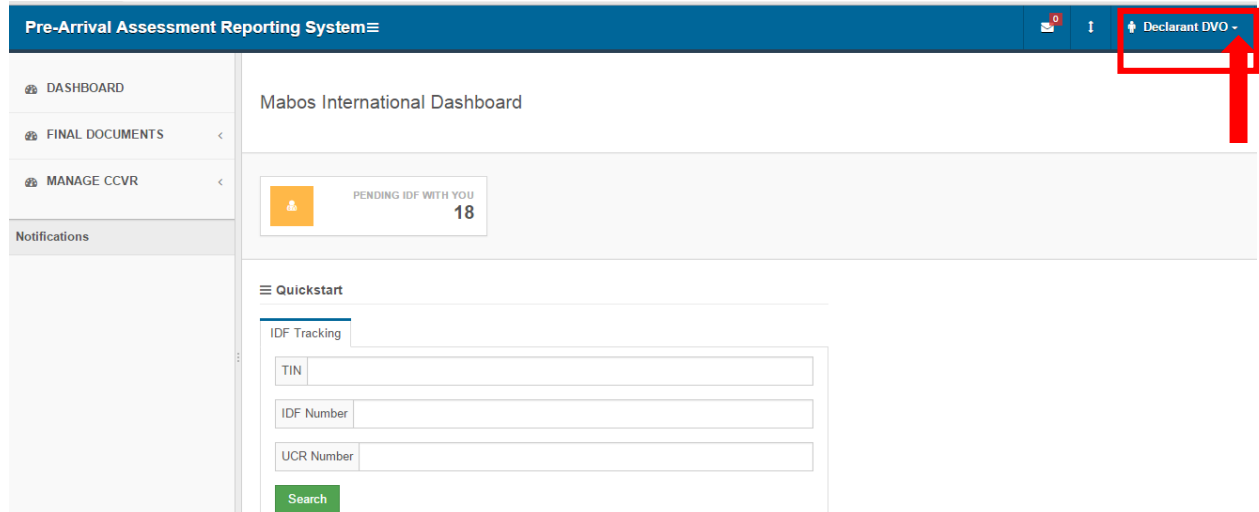 Pre-Arrival Assessment Reporting System
0
Declarant DVO
DASHBOARD
FINAL DOCUMENTS
MANAGE CCVR
Notifications
Mabos International Dashboard
PENDING IDF WITH YOU
18
Quickstart
IDF Tracking
TIN
IDF Number
UCR Number
Search